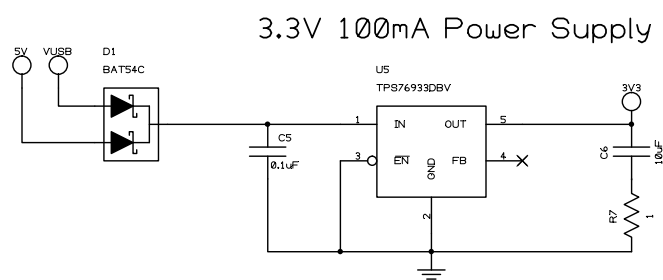 3.3V 100mA Power Supply
5V VUSB D1
BAT54C
U5
TPS76933DBV
3V3
1 IN OUT 5
C5
0.1uF
3 EN GND FB 4
2
C6 10uF
R7 1